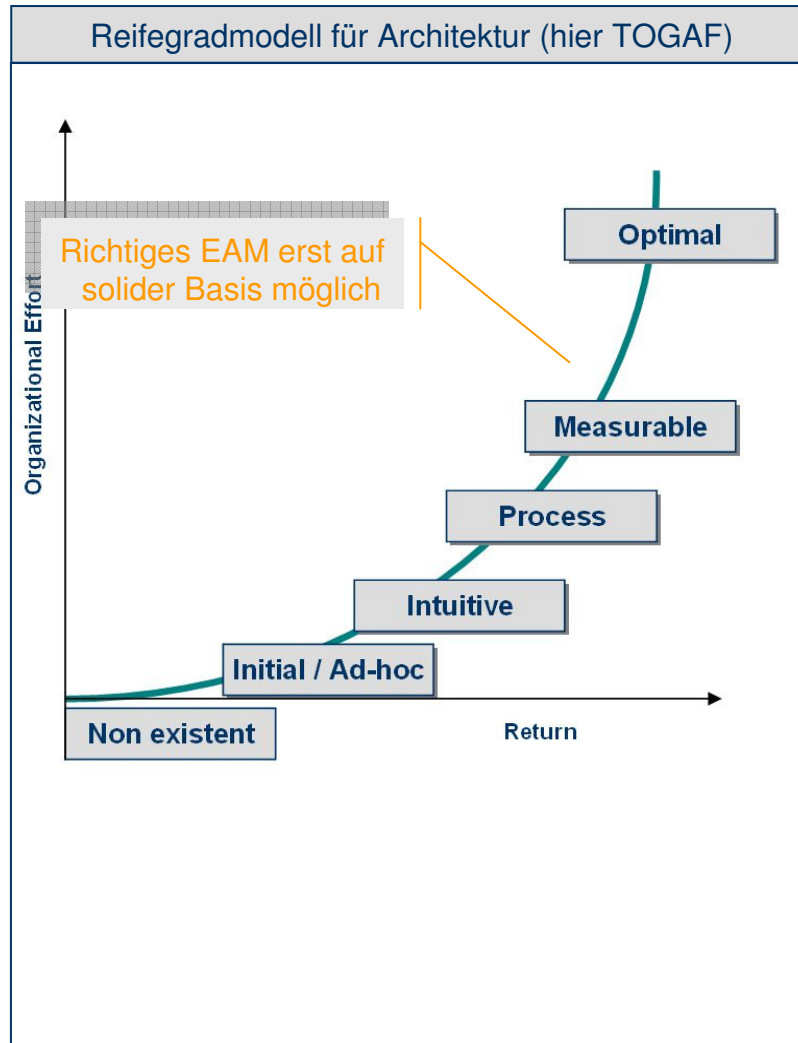 Reifegradmodell für Architektur (hier TOGAF)
Richtiges EAM erst auf
solider Basis möglich
Organizational Effort
Optimal
Measurable
Process
Intuitive
Initial / Ad-hoc
Non existent
Return